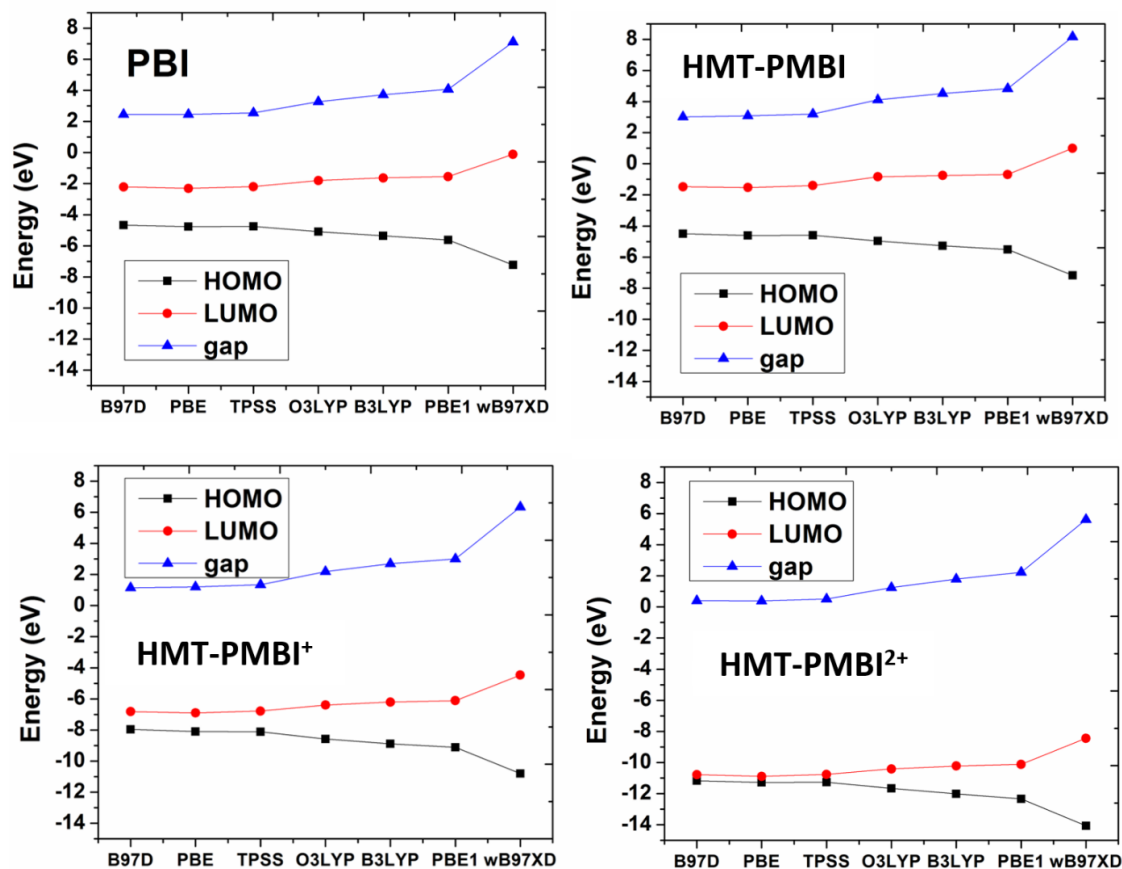 PBI
Energy (eV)
8
6
4
2
0
-2
-4
-6
-8
-10
-12
-14
HOMO
LUMO
gap
B97D PBE TPSS O3LYP B3LYP PBE1 wB97XD
HMT-PMBI
Energy (eV)
8
6
4
2
0
-2
-4
-6
-8
-10
-12
-14
HOMO
LUMO
gap
B97D PBE TPSS O3LYP B3LYP PBE1 wB97XD
HMT-PMBI⁺
Energy (eV)
8
6
4
2
0
-2
-4
-6
-8
-10
-12
-14
HOMO
LUMO
gap
B97D PBE TPSS O3LYP B3LYP PBE1 wB97XD
HMT-PMBI²⁺
Energy (eV)
8
6
4
2
0
-2
-4
-6
-8
-10
-12
-14
HOMO
LUMO
gap
B97D PBE TPSS O3LYP B3LYP PBE1 wB97XD